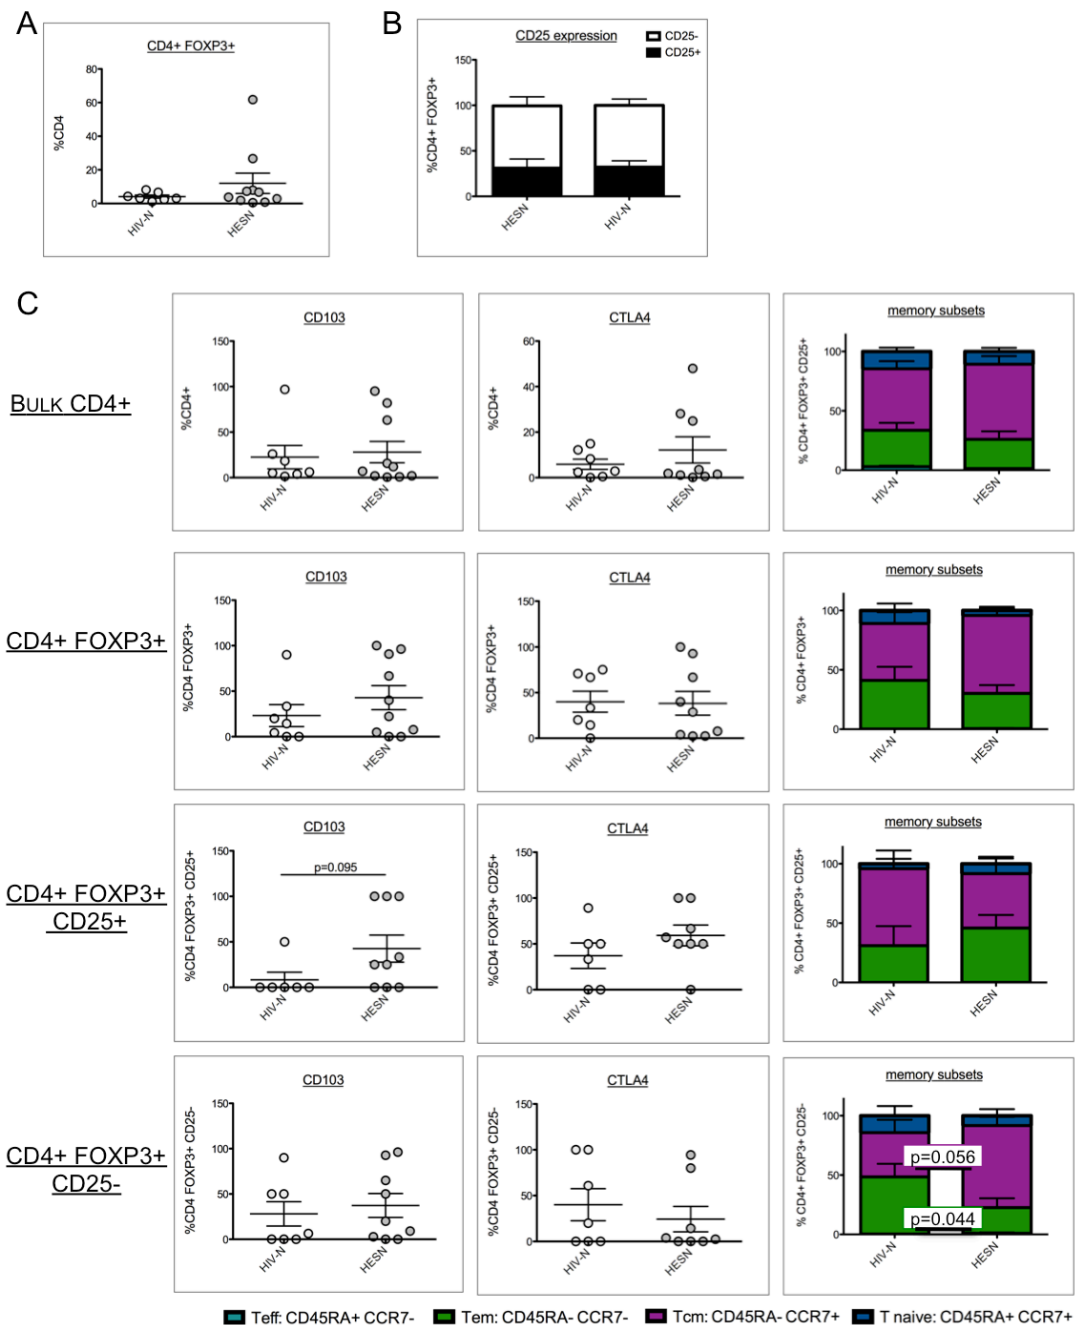 A
CD4+ FOXP3+
%CD4
80
60
40
20
0
HIV-N
HESN
B
CD25 expression
CD25-
CD25+
%CD4+ FOXP3+
150
100
50
0
HESN
HIV-N
C
BULK CD4+
CD103
%CD4+
150
100
50
0
HIV-N
HESN
CTLA4
%CD4+
60
40
20
0
HIV-N
HESN
memory subsets
% CD4+ FOXP3+ CD25+
100
50
0
HIV-N
HESN
CD4+ FOXP3+
CD103
%CD4 FOXP3+
150
100
50
0
HIV-N
HESN
CTLA4
%CD4 FOXP3+
150
100
50
0
HIV-N
HESN
memory subsets
% CD4+ FOXP3+
100
50
0
HIV-N
HESN
CD4+ FOXP3+
CD25+
CD103
%CD4 FOXP3+ CD25+
150
100
50
0
p=0.095
HIV-N
HESN
CTLA4
%CD4 FOXP3+ CD25+
150
100
50
0
HIV-N
HESN
memory subsets
% CD4+ FOXP3+ CD25+
100
50
0
HIV-N
HESN
CD4+ FOXP3+
CD25-
CD103
%CD4 FOXP3+ CD25-
150
100
50
0
HIV-N
HESN
CTLA4
%CD4 FOXP3+ CD25-
150
100
50
0
HIV-N
HESN
memory subsets
% CD4+ FOXP3+ CD25-
100
50
0
p=0.056
p=0.044
HIV-N
HESN
Teff: CD45RA+ CCR7- Tem: CD45RA- CCR7- Tcm: CD45RA- CCR7+ T naive: CD45RA+ CCR7+